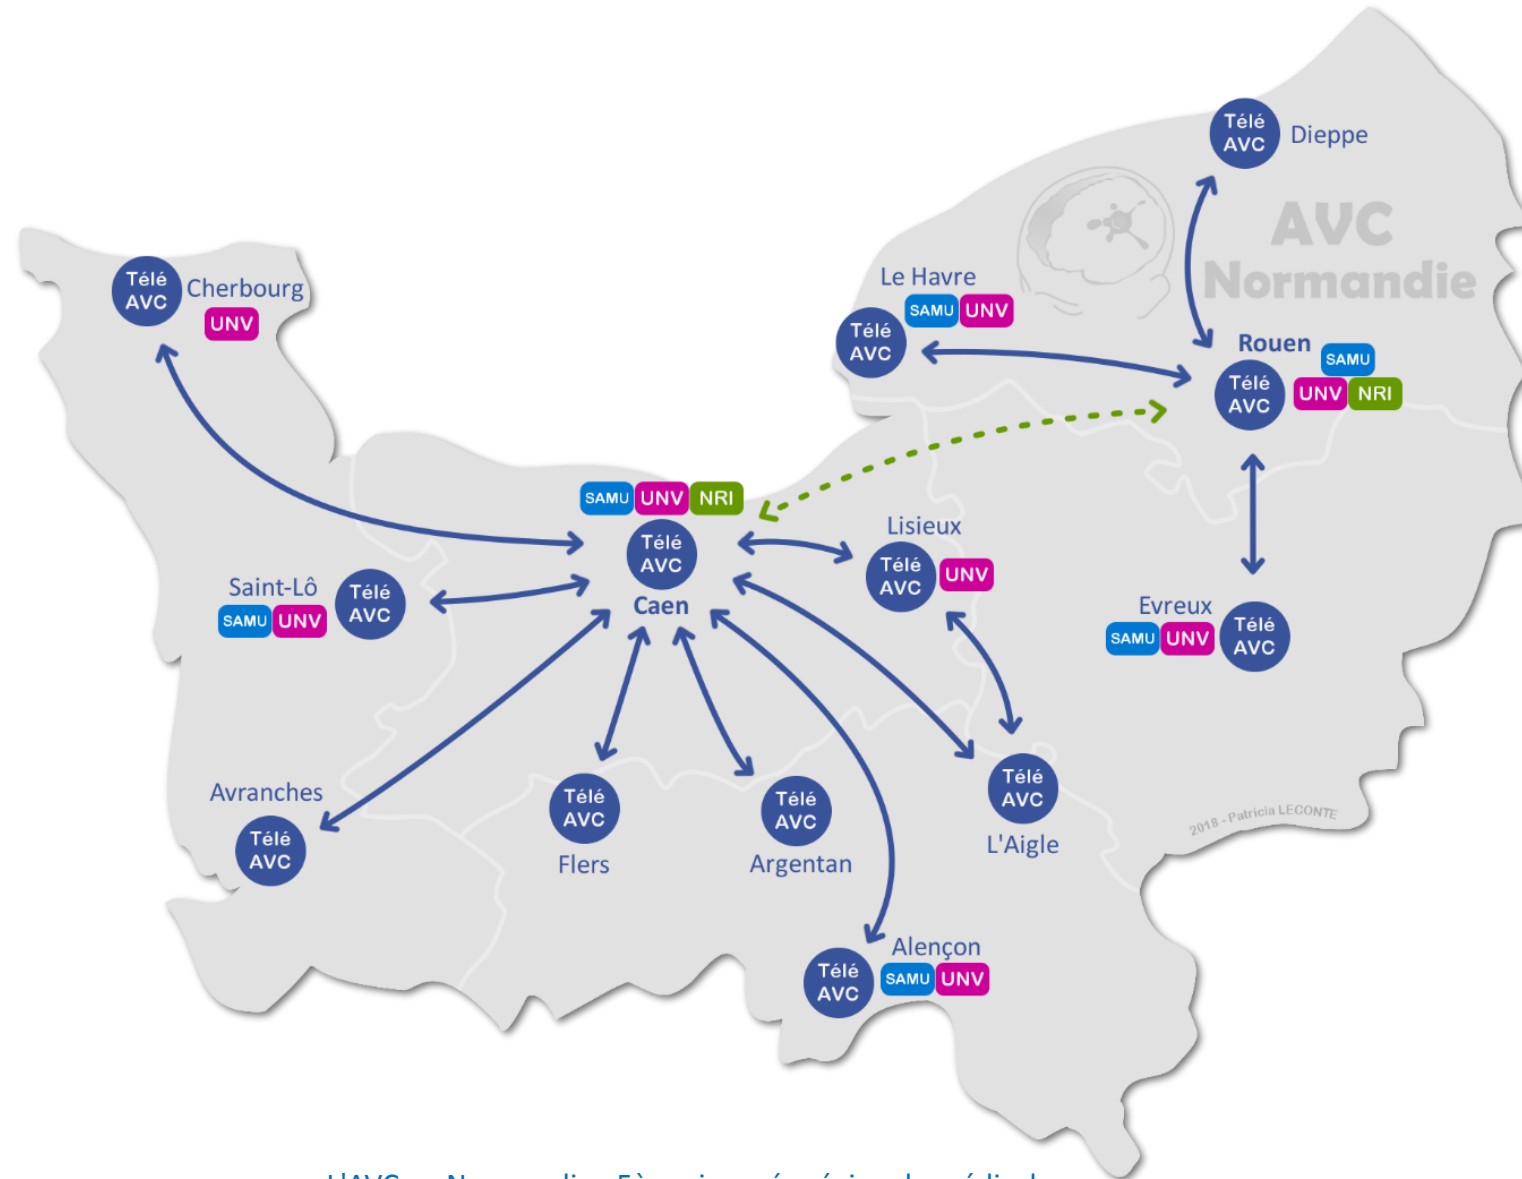 Télé
AVC
Dieppe
AVC
Normandie
Télé
AVC
Cherbourg
UNV
Le Havre
SAMU UNV
Télé
AVC
Rouen
SAMU
Télé
AVC
UNV NRI
SAMU UNV NRI
Télé
AVC
Caen
Lisieux
Télé
AVC
UNV
Saint-Lô
SAMU UNV
Télé
AVC
Evreux
SAMU UNV
Télé
AVC
Avranches
Télé
AVC
Télé
AVC
Flers
Télé
AVC
Argentan
Télé
AVC
L'Aigle
2018 - Patricia LECONTE
Alençon
SAMU UNV
Télé
AVC